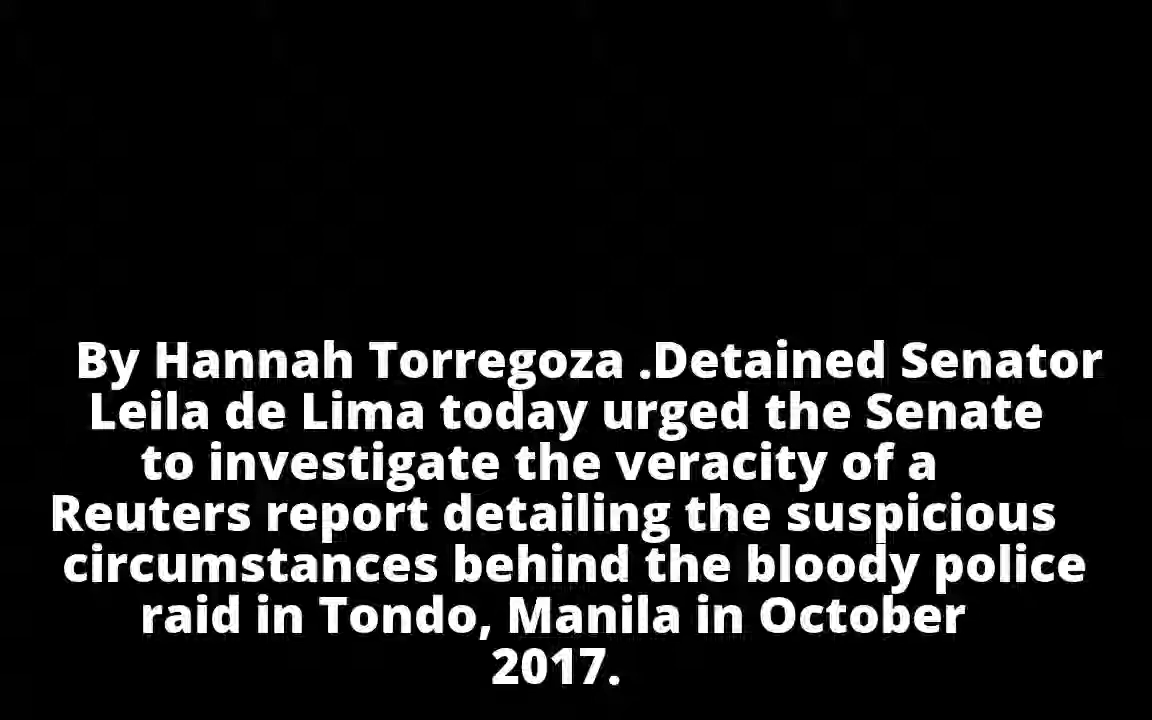 By Hannah Torregoza .Detained Senator
Leila de Lima today urged the Senate
to investigate the veracity of a
Reuters report detailing the suspicious
circumstances behind the bloody police
raid in Tondo, Manila in October
2017.